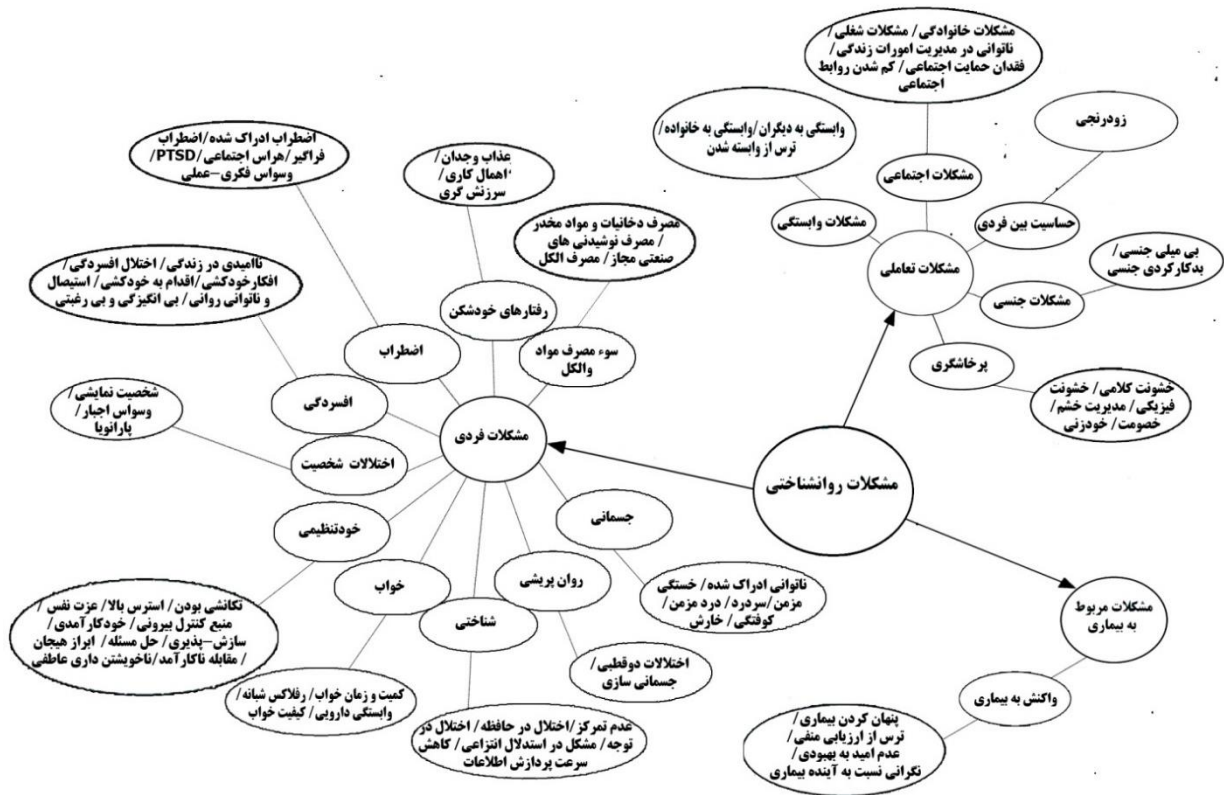 مشکلات خانوادگی/ مشکلات شغلی/
ناتوانی در مدیریت امورات زندگی/
فقدان حمایت اجتماعی/ کم شدن روابط
اجتماعی
زودرنجی
وابستگی به دیگران/وابستگی به خانواده/
ترس از وابسته شدن
مشکلات اجتماعی
حساسیت بین فردی
مشکلات وابستگی
مشکلات تعاملی
بی میلی جنسی/
بدکارکردی جنسی
مشکلات جنسی
پرخاشگری
خشونت کلامی/ خشونت
فیزیکی/ مدیریت خشم/
خصومت/ خودزنی
اضطراب ادراک شده/اضطراب
فراگیر/هراس اجتماعی/PTSD/
وسواس فکری–عملی
عذاب وجدان/
اهمال کاری/
سرزنش گری
مصرف دخانیات و مواد مخدر
/ مصرف نوشیدنی های
صنعتی مجاز/ مصرف الکل
ناامیدی در زندگی/ اختلال افسردگی/
افکارخودکشی/اقدام به خودکشی/ استیصال
و ناتوانی روانی/ بی انگیزگی و بی رغبتی
رفتارهای خودشکن
اضطراب
سوء مصرف مواد
والکل
افسردگی
شخصیت نمایشی/
وسواس اجبار/
پارانویا
مشکلات فردی
اختلالات شخصیت
مشکلات روانشناختی
خودتنظیمی
جسمانی
خواب
روان پریشی
شناختی
ناتوانی ادراک شده/ خستگی
مزمن/سردرد/ درد مزمن/
کوفتگی/ خارش
تکانشی بودن/ استرس بالا/ عزت نفس/
منبع کنترل بیرونی/ خودکارآمدی/
سازش–پذیری/ حل مسئله/ ابراز هیجان
/ مقابله ناکارآمد/ناخویشتن داری عاطفی
اختلالات دوقطبی/
جسمانی سازی
کمیت و زمان خواب/ رفلاکس شبانه/
وابستگی دارویی/ کیفیت خواب
عدم تمرکز/اختلال در حافظه/ اختلال در
توجه/ مشکل در استدلال انتزاعی/ کاهش
سرعت پردازش اطلاعات
مشکلات مربوط
به بیماری
واکنش به بیماری
پنهان کردن بیماری/
ترس از ارزیابی منفی/
عدم امید به بهبودی/
نگرانی نسبت به آینده بیماری